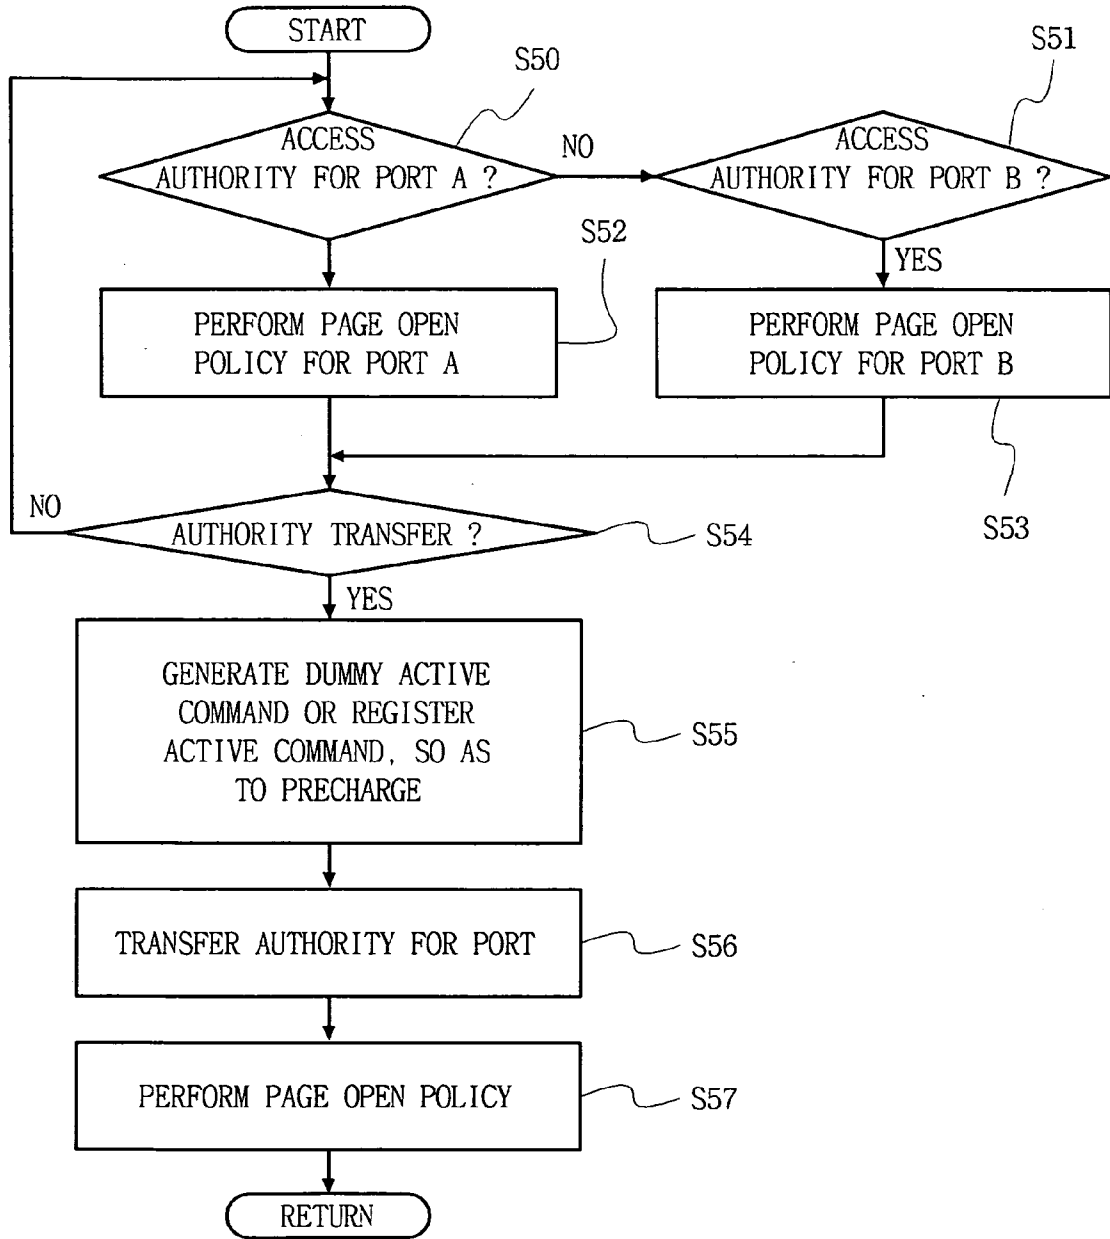 START
S50
S51
ACCESS
AUTHORITY FOR PORT A ?
NO
ACCESS
AUTHORITY FOR PORT B ?
S52
YES
PERFORM PAGE OPEN
POLICY FOR PORT A
PERFORM PAGE OPEN
POLICY FOR PORT B
S53
NO
AUTHORITY TRANSFER ?
S54
YES
GENERATE DUMMY ACTIVE
COMMAND OR REGISTER
ACTIVE COMMAND, SO AS
TO PRECHARGE
S55
TRANSFER AUTHORITY FOR PORT
S56
PERFORM PAGE OPEN POLICY
S57
RETURN